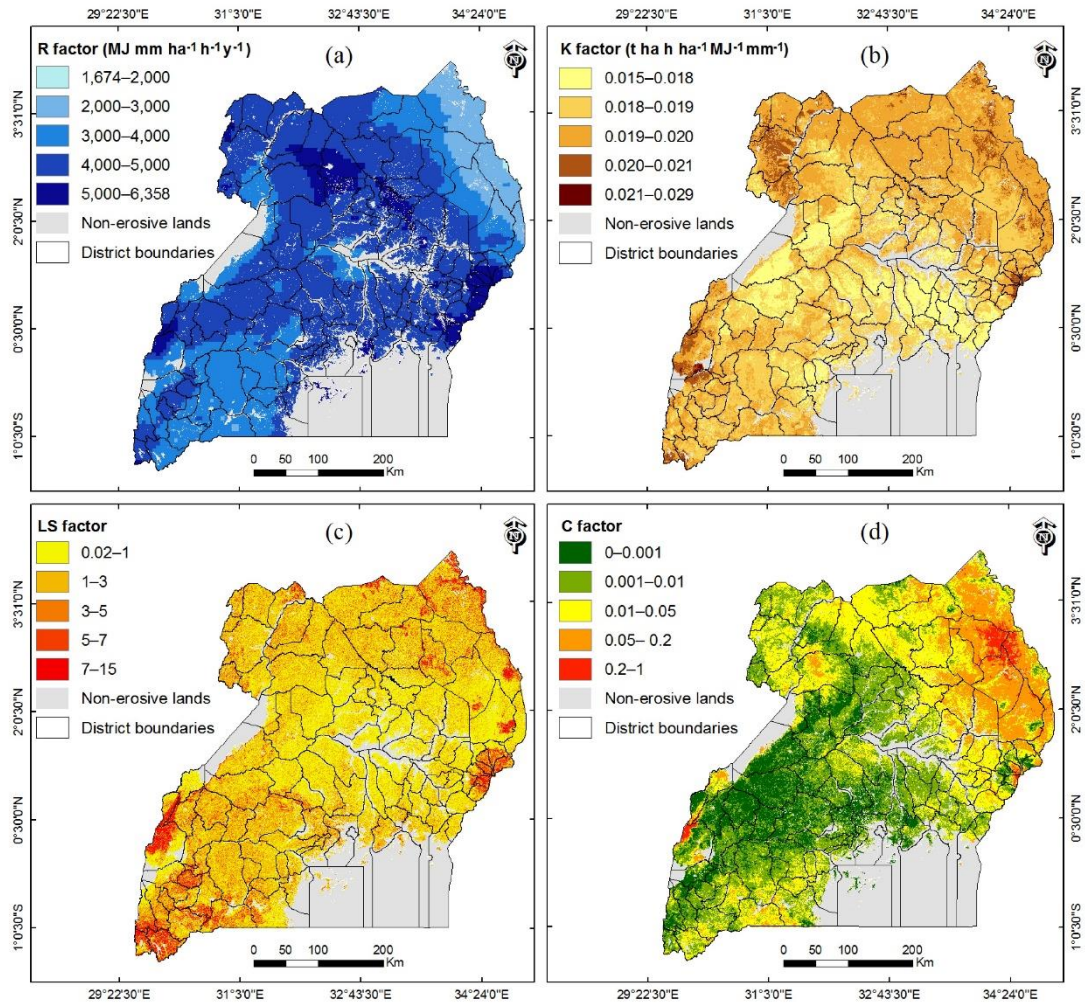 29°22'30"E 31°3'0"E 32°43'30"E 34°24'0"E 29°22'30"E 31°3'0"E 32°43'30"E 34°24'0"E
R factor (MJ mm ha⁻¹ h⁻¹y⁻¹)
(a)
N
1,674–2,000
2,000–3,000
3,000–4,000
4,000–5,000
5,000–6,358
Non-erosive lands
District boundaries
3°31'0"N
2°0'30"N
0°30'0"N
1°0'30"S
0 50 100 200
Km
K factor (t ha h ha⁻¹ MJ⁻¹ mm⁻¹)
(b)
N
0.015–0.018
0.018–0.019
0.019–0.020
0.020–0.021
0.021–0.029
Non-erosive lands
District boundaries
3°31'0"N
2°0'30"N
0°30'0"N
1°0'30"S
0 50 100 200
Km
LS factor
(c)
N
0.02–1
1–3
3–5
5–7
7–15
Non-erosive lands
District boundaries
3°31'0"N
2°0'30"N
0°30'0"N
1°0'30"S
0 50 100 200
Km
C factor
(d)
N
0–0.001
0.001–0.01
0.01–0.05
0.05– 0.2
0.2–1
Non-erosive lands
District boundaries
3°31'0"N
2°0'30"N
0°30'0"N
1°0'30"S
0 50 100 200
Km
29°22'30"E 31°3'0"E 32°43'30"E 34°24'0"E 29°22'30"E 31°3'0"E 32°43'30"E 34°24'0"E